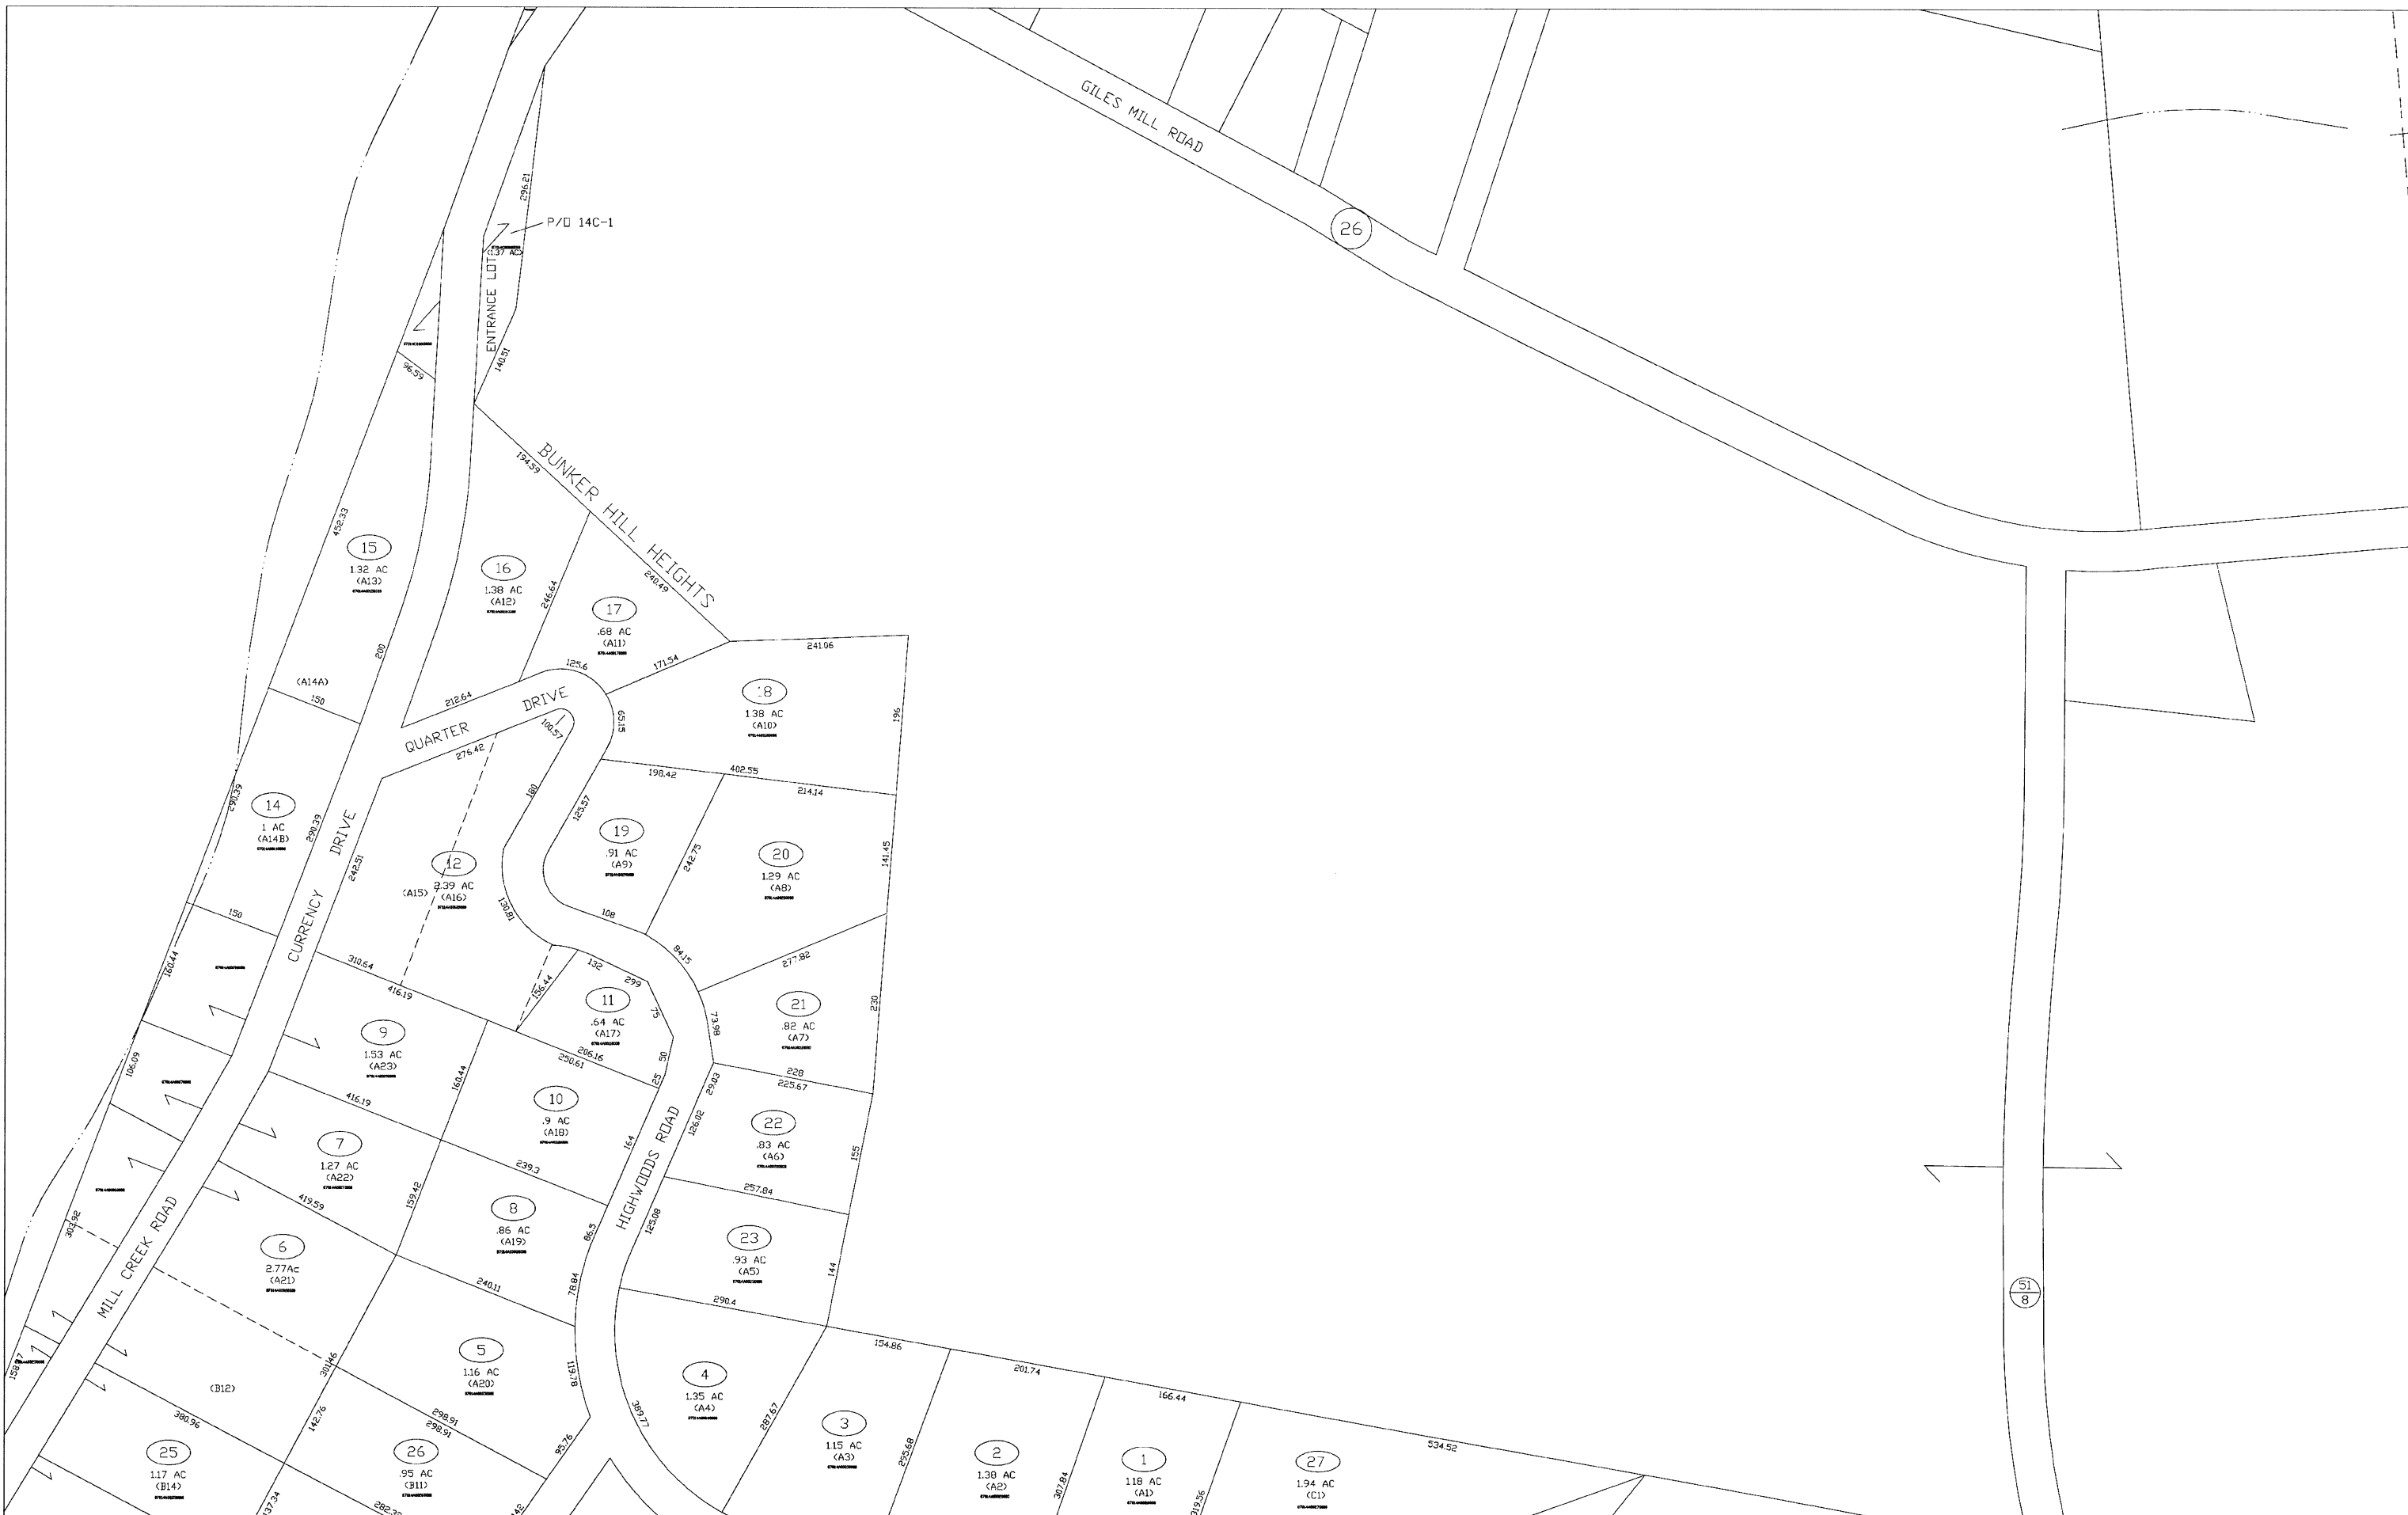 GILES MILL ROAD
26
296.21
P/O 14C-1
(1.37 AC)
ENTRANCE LOT
140.51
96.59
BUNKER HILL HEIGHTS
194.59
240.49
452.33
15
1.32 AC
(A13)
16
1.38 AC
(A12)
246.64
17
.68 AC
(A11)
200
(A14A)
150
212.64
125.6
171.54
241.06
QUARTER DRIVE
276.42
100.57
65.15
18
1.38 AC
(A10)
196
198.42
402.55
214.14
180
125.57
290.39
14
1 AC
(A14B)
290.39
CURRENCY DRIVE
242.51
12
2.39 AC
(A15)
(A16)
19
.91 AC
(A9)
242.75
20
1.29 AC
(A8)
141.45
150
130.81
108
84.15
277.82
160.44
310.64
416.19
156.44
132
299
75
11
.64 AC
(A17)
206.16
250.61
50
25
73.98
21
.82 AC
(A7)
230
228
225.67
9
1.53 AC
(A23)
160.44
106.09
416.19
10
.9 AC
(A18)
164
HIGHWOODS ROAD
29.03
126.02
22
.83 AC
(A6)
155
7
1.27 AC
(A22)
159.42
239.3
257.84
419.59
8
.86 AC
(A19)
86.5
125.08
23
.93 AC
(A5)
144
303.92
MILL CREEK ROAD
6
2.77Ac
(A21)
240.11
78.84
290.4
51
8
158.17
(B12)
301.46
5
1.16 AC
(A20)
119.78
4
1.35 AC
(A4)
154.86
201.74
166.44
534.52
380.96
142.76
298.91
298.91
389.77
287.67
3
1.15 AC
(A3)
295.68
2
1.38 AC
(A2)
307.84
1
1.18 AC
(A1)
319.56
27
1.94 AC
(C1)
25
1.17 AC
(B14)
26
.95 AC
(B11)
95.76